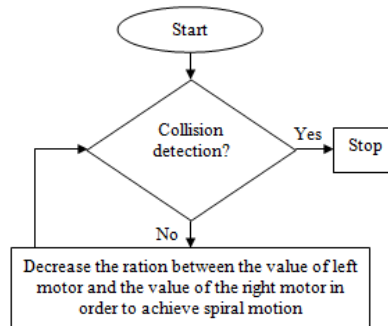 Start
Collision
detection?
Yes
Stop
No
Decrease the ration between the value of left
motor and the value of the right motor in
order to achieve spiral motion